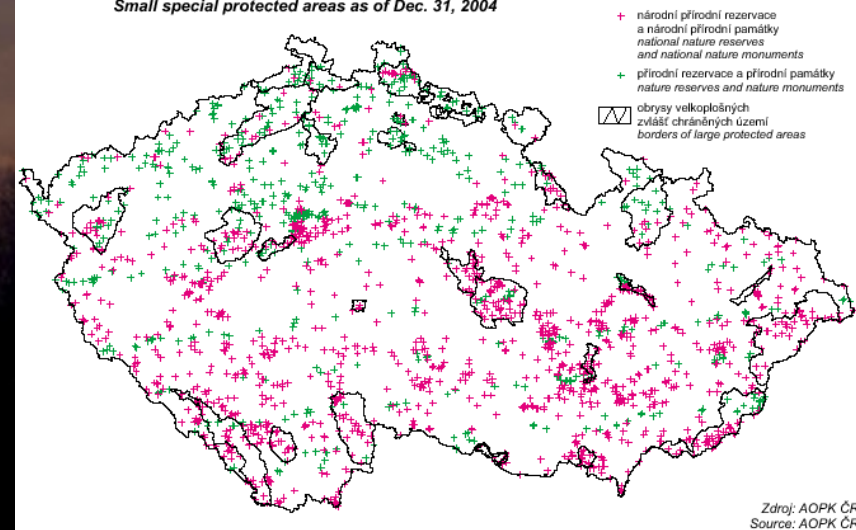 Small special protected areas as of Dec. 31, 2004
národní přírodní rezervace
a národní přírodní památky
national nature reserves
and national nature monuments
přírodní rezervace a přírodní památky
nature reserves and nature monuments
obrysy velkoplošných
zvlášť chráněných území
borders of large protected areas
Zdroj: AOPK ČR
Source: AOPK ČR